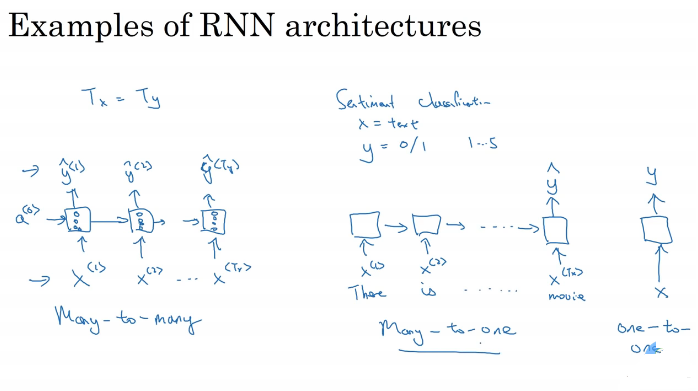 Examples of RNN architectures
Tx = Ty
Sentiment Classification
x = text
y = 0/1 1...5
ŷ<1> ŷ<2> ŷ<Ty>
a<0>
x<1> x<2> ... x<Tx>
Many-to-many
ŷ
x<1> x<2> ...... x<Tx>
There is ...... movie
Many-to-one
y
x
one-to-
one